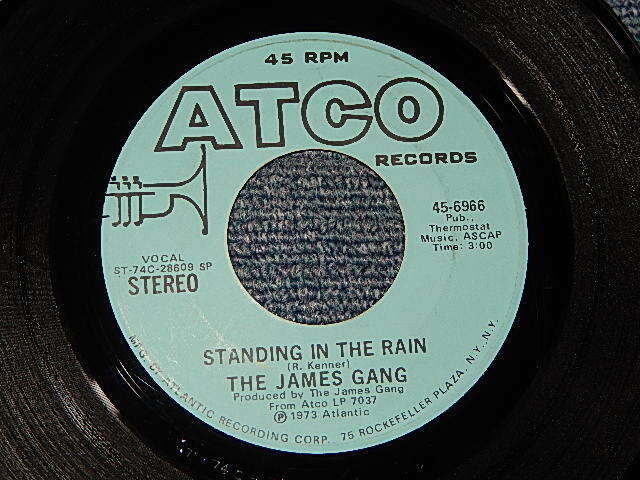 45 RPM
ATCO
RECORDS
45-6966
Pub.,
Thermostat
Music, ASCAP
Time: 3:00
VOCAL
ST-74C-28609 SP
STEREO
STANDING IN THE RAIN
(R. Kenner)
THE JAMES GANG
Produced by The James Gang
From Atco LP 7037
℗1973 Atlantic
MFG. BY ATLANTIC RECORDING CORP. 75 ROCKEFELLER PLAZA, N.Y., N.Y.